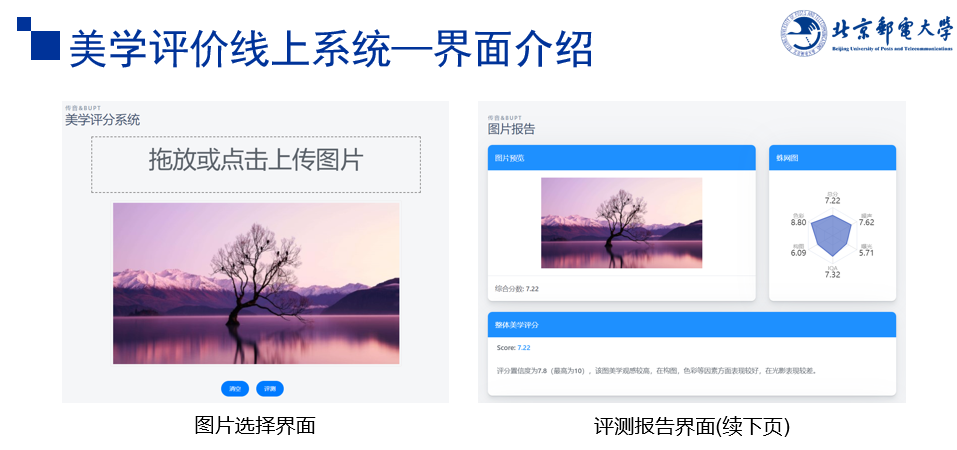 美学评价线上系统—界面介绍
北京邮电大学
Beijing University of Posts and Telecommunications
传音&BUPT
美学评分系统
拖放或点击上传图片
清空
评测
图片选择界面
传音&BUPT
图片报告
图片预览
综合分数: 7.22
蛛网图
总分
7.22
色彩
8.80
噪声
7.62
构图
6.09
曝光
5.71
IQA
7.32
整体美学评分
Score: 7.22
评分置信度为7.8（最高为10），该图美学观感较高，在构图，色彩等因素方面表现较好，在光影表现较差。
评测报告界面(续下页)